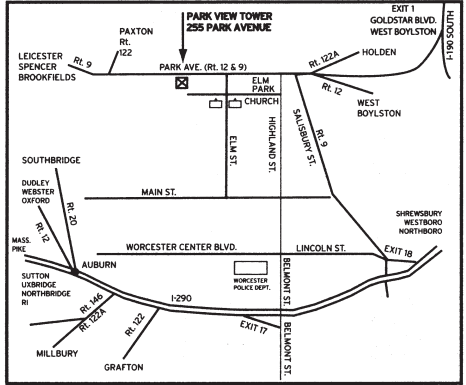 PARK VIEW TOWER
255 PARK AVENUE
EXIT 1
GOLDSTAR BLVD.
WEST BOYLSTON
I-190 SOUTH
PAXTON
Rt.
122
Rt. 122A
HOLDEN
LEICESTER
SPENCER
BROOKFIELDS
Rt. 9
PARK AVE. (Rt. 12 & 9)
Rt. 12
WEST
BOYLSTON
ELM
PARK
CHURCH
ELM ST.
HIGHLAND ST.
SALISBURY ST.
Rt. 9
SOUTHBRIDGE
DUDLEY
WEBSTER
OXFORD
Rt. 20
Rt. 12
MAIN ST.
SHREWSBURY
WESTBORO
NORTHBORO
MASS.
PIKE
WORCESTER CENTER BLVD.
LINCOLN ST.
EXIT 18
AUBURN
WORCESTER
POLICE DEPT.
BELMONT ST.
SUTTON
UXBRIDGE
NORTHBRIDGE
RI
I-290
Rt. 146
Rt. 122A
Rt. 122
EXIT 17
BELMONT ST.
MILLBURY
GRAFTON